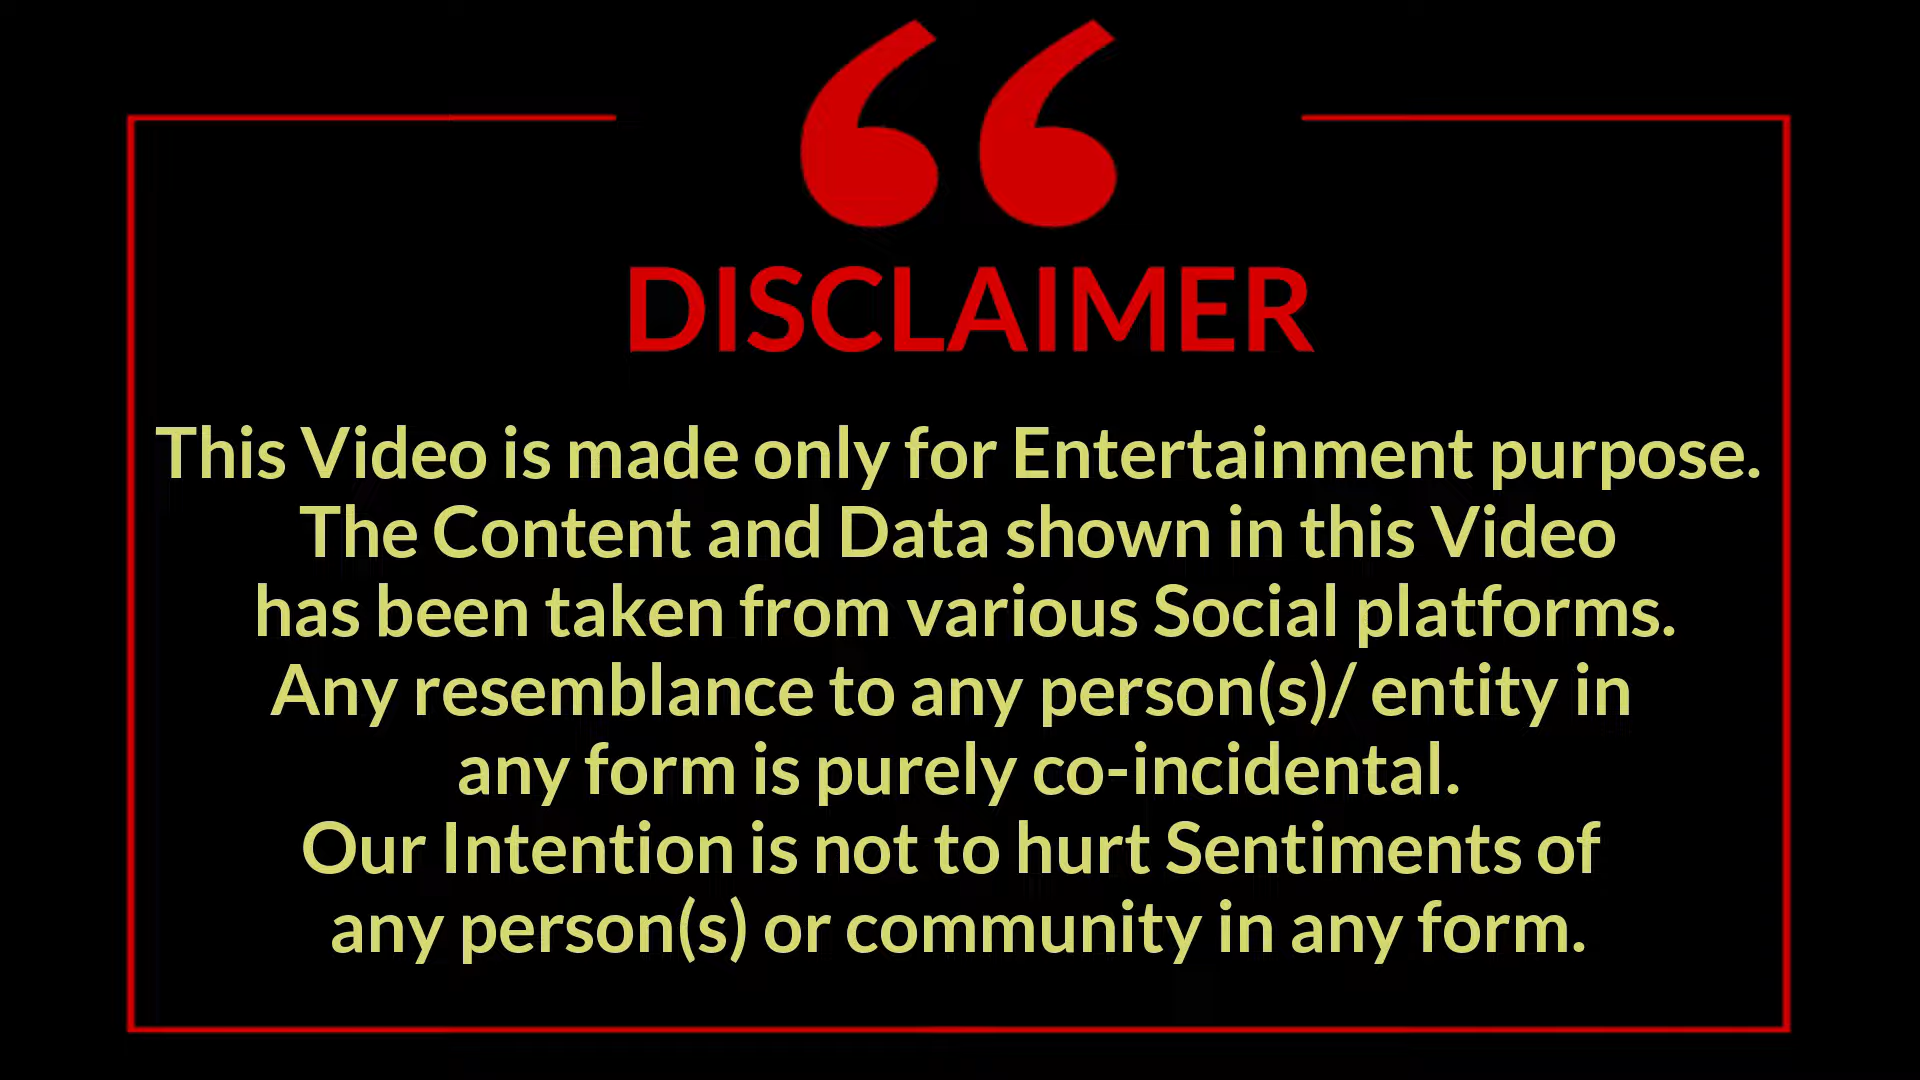 DISCLAIMER
This Video is made only for Entertainment purpose.
The Content and Data shown in this Video
has been taken from various Social platforms.
Any resemblance to any person(s)/ entity in
any form is purely co-incidental.
Our Intention is not to hurt Sentiments of
any person(s) or community in any form.